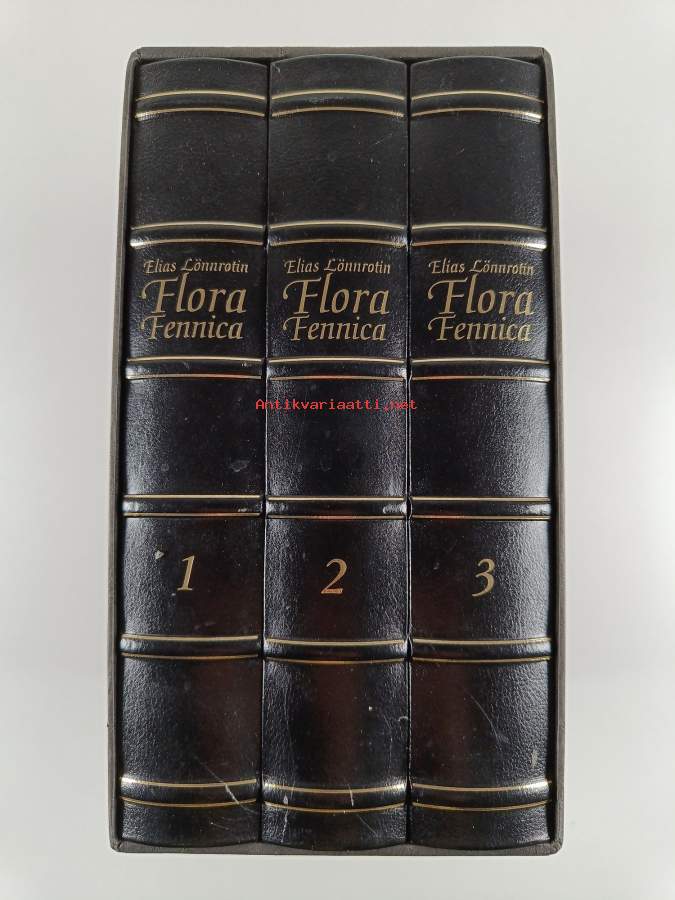 Elias Lönnrotin
Flora
Fennica
1
Elias Lönnrotin
Flora
Fennica
2
Elias Lönnrotin
Flora
Fennica
3
Antikvariaatti.net